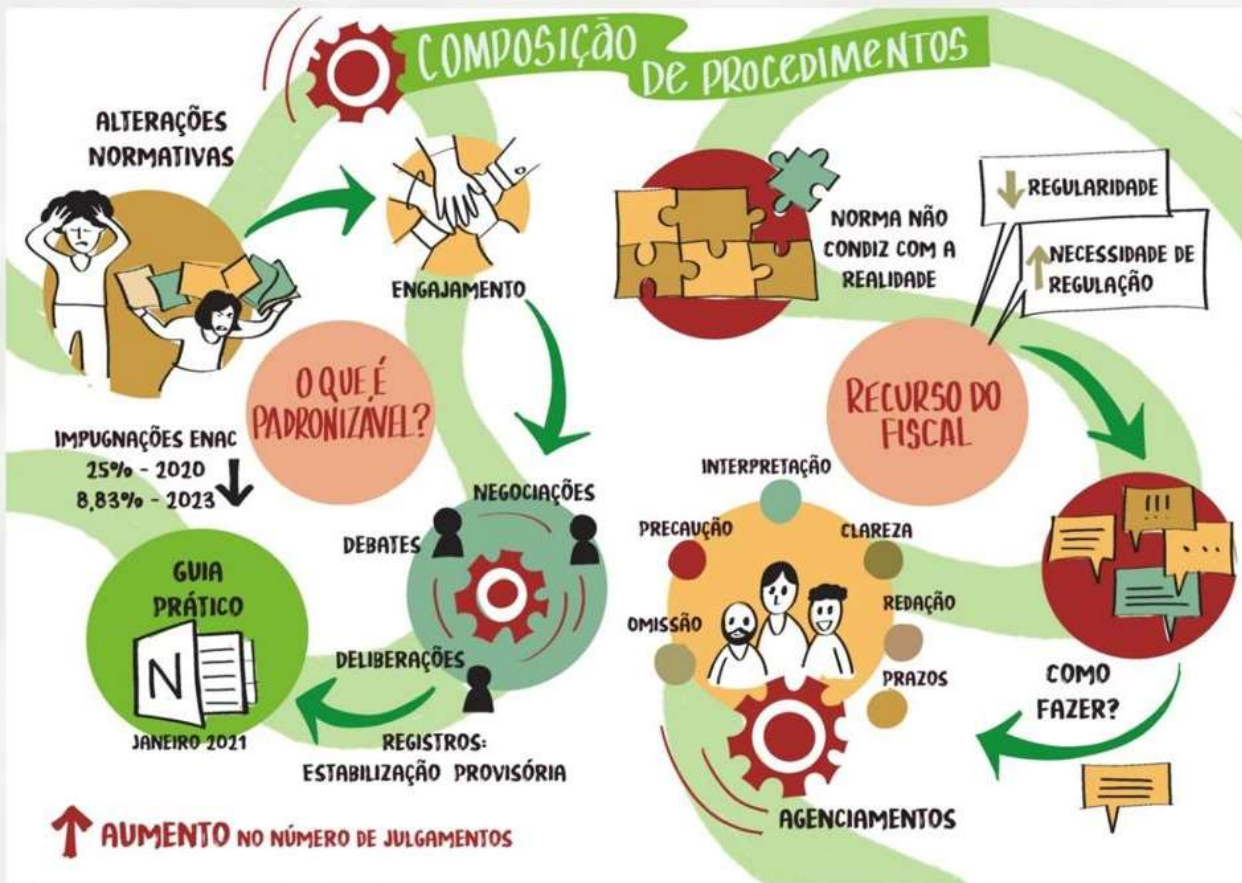 COMPOSIÇÃO
DE PROCEDIMENTOS
ALTERAÇÕES
NORMATIVAS
ENGAJAMENTO
O QUE É
PADRONIZÁVEL?
IMPUGNAÇÕES ENAC
25% - 2020
8,83% - 2023
NEGOCIAÇÕES
DEBATES
DELIBERAÇÕES
REGISTROS:
ESTABILIZAÇÃO PROVISÓRIA
GUIA
PRÁTICO
N
JANEIRO 2021
AUMENTO NO NÚMERO DE JULGAMENTOS
NORMA NÃO
CONDIZ COM A
REALIDADE
REGULARIDADE
NECESSIDADE DE
REGULAÇÃO
RECURSO DO
FISCAL
!!!
...
COMO
FAZER?
INTERPRETAÇÃO
PRECAUÇÃO
CLAREZA
OMISSÃO
REDAÇÃO
PRAZOS
AGENCIAMENTOS